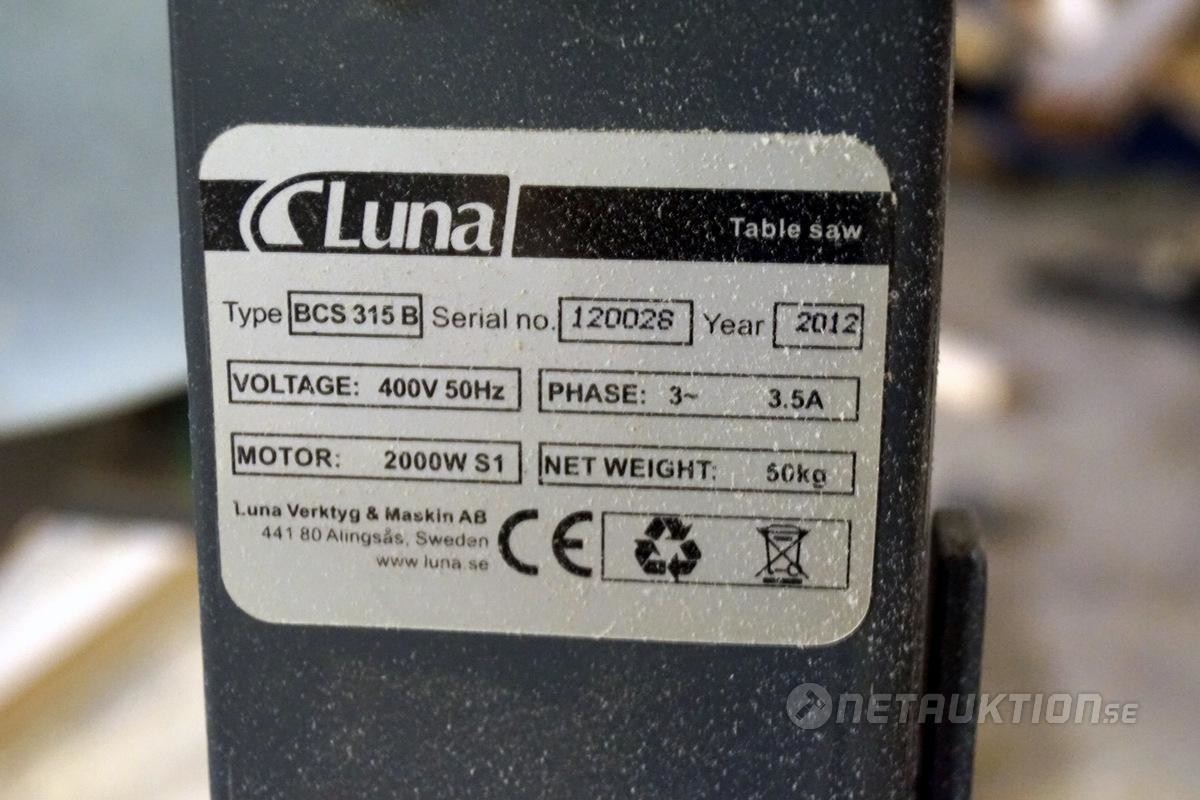 Luna Table saw
Type BCS 315 B Serial no. 120028 Year 2012
VOLTAGE: 400V 50Hz PHASE: 3~ 3.5A
MOTOR: 2000W S1 NET WEIGHT: 50kg
Luna Verktyg & Maskin AB
441 80 Alingsås, Sweden
www.luna.se
CE
NETAUKTION.SE